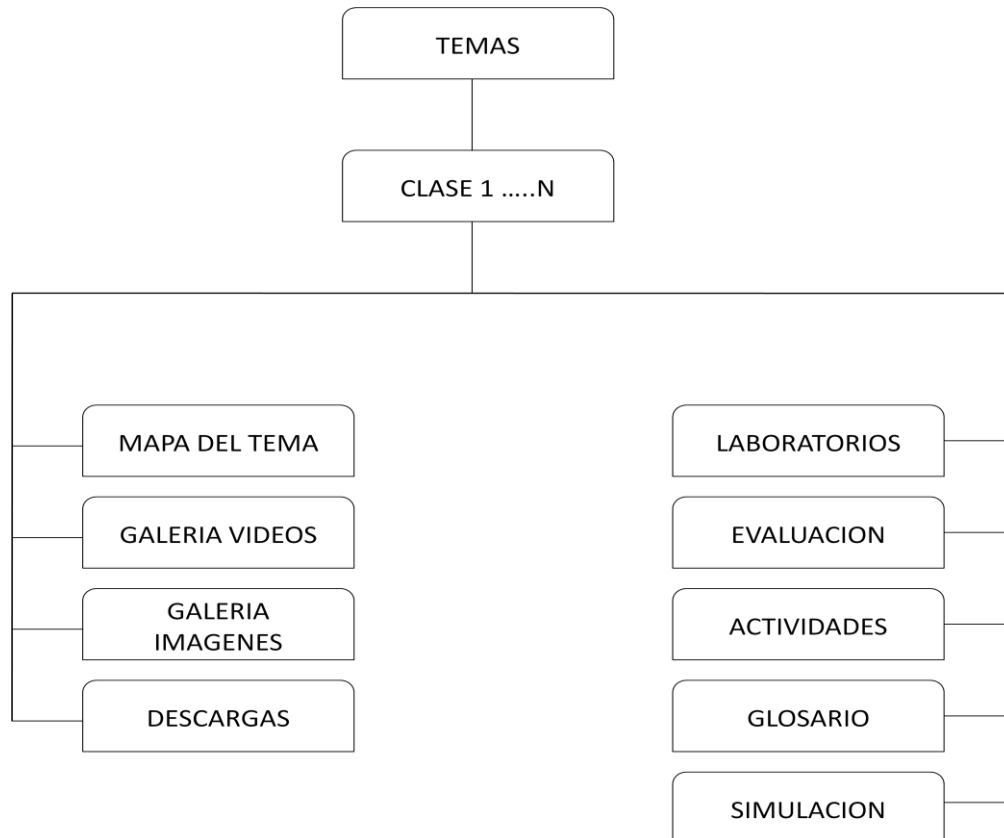 TEMAS
CLASE 1 .....N
MAPA DEL TEMA
GALERIA VIDEOS
GALERIA
IMAGENES
DESCARGAS
LABORATORIOS
EVALUACION
ACTIVIDADES
GLOSARIO
SIMULACION